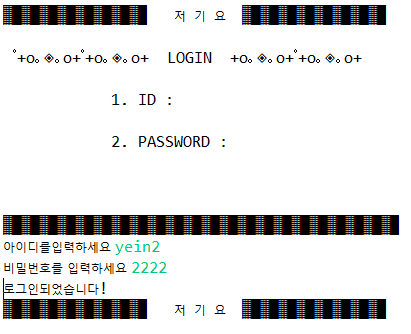 저 기 요
ﾟ+o｡◈｡o+ﾟ+o｡◈｡o+ LOGIN +o｡◈｡o+ﾟ+o｡◈｡o+
1. ID :
2. PASSWORD :
아이디를입력하세요 yein2
비밀번호를 입력하세요 2222
로그인되었습니다!
저 기 요